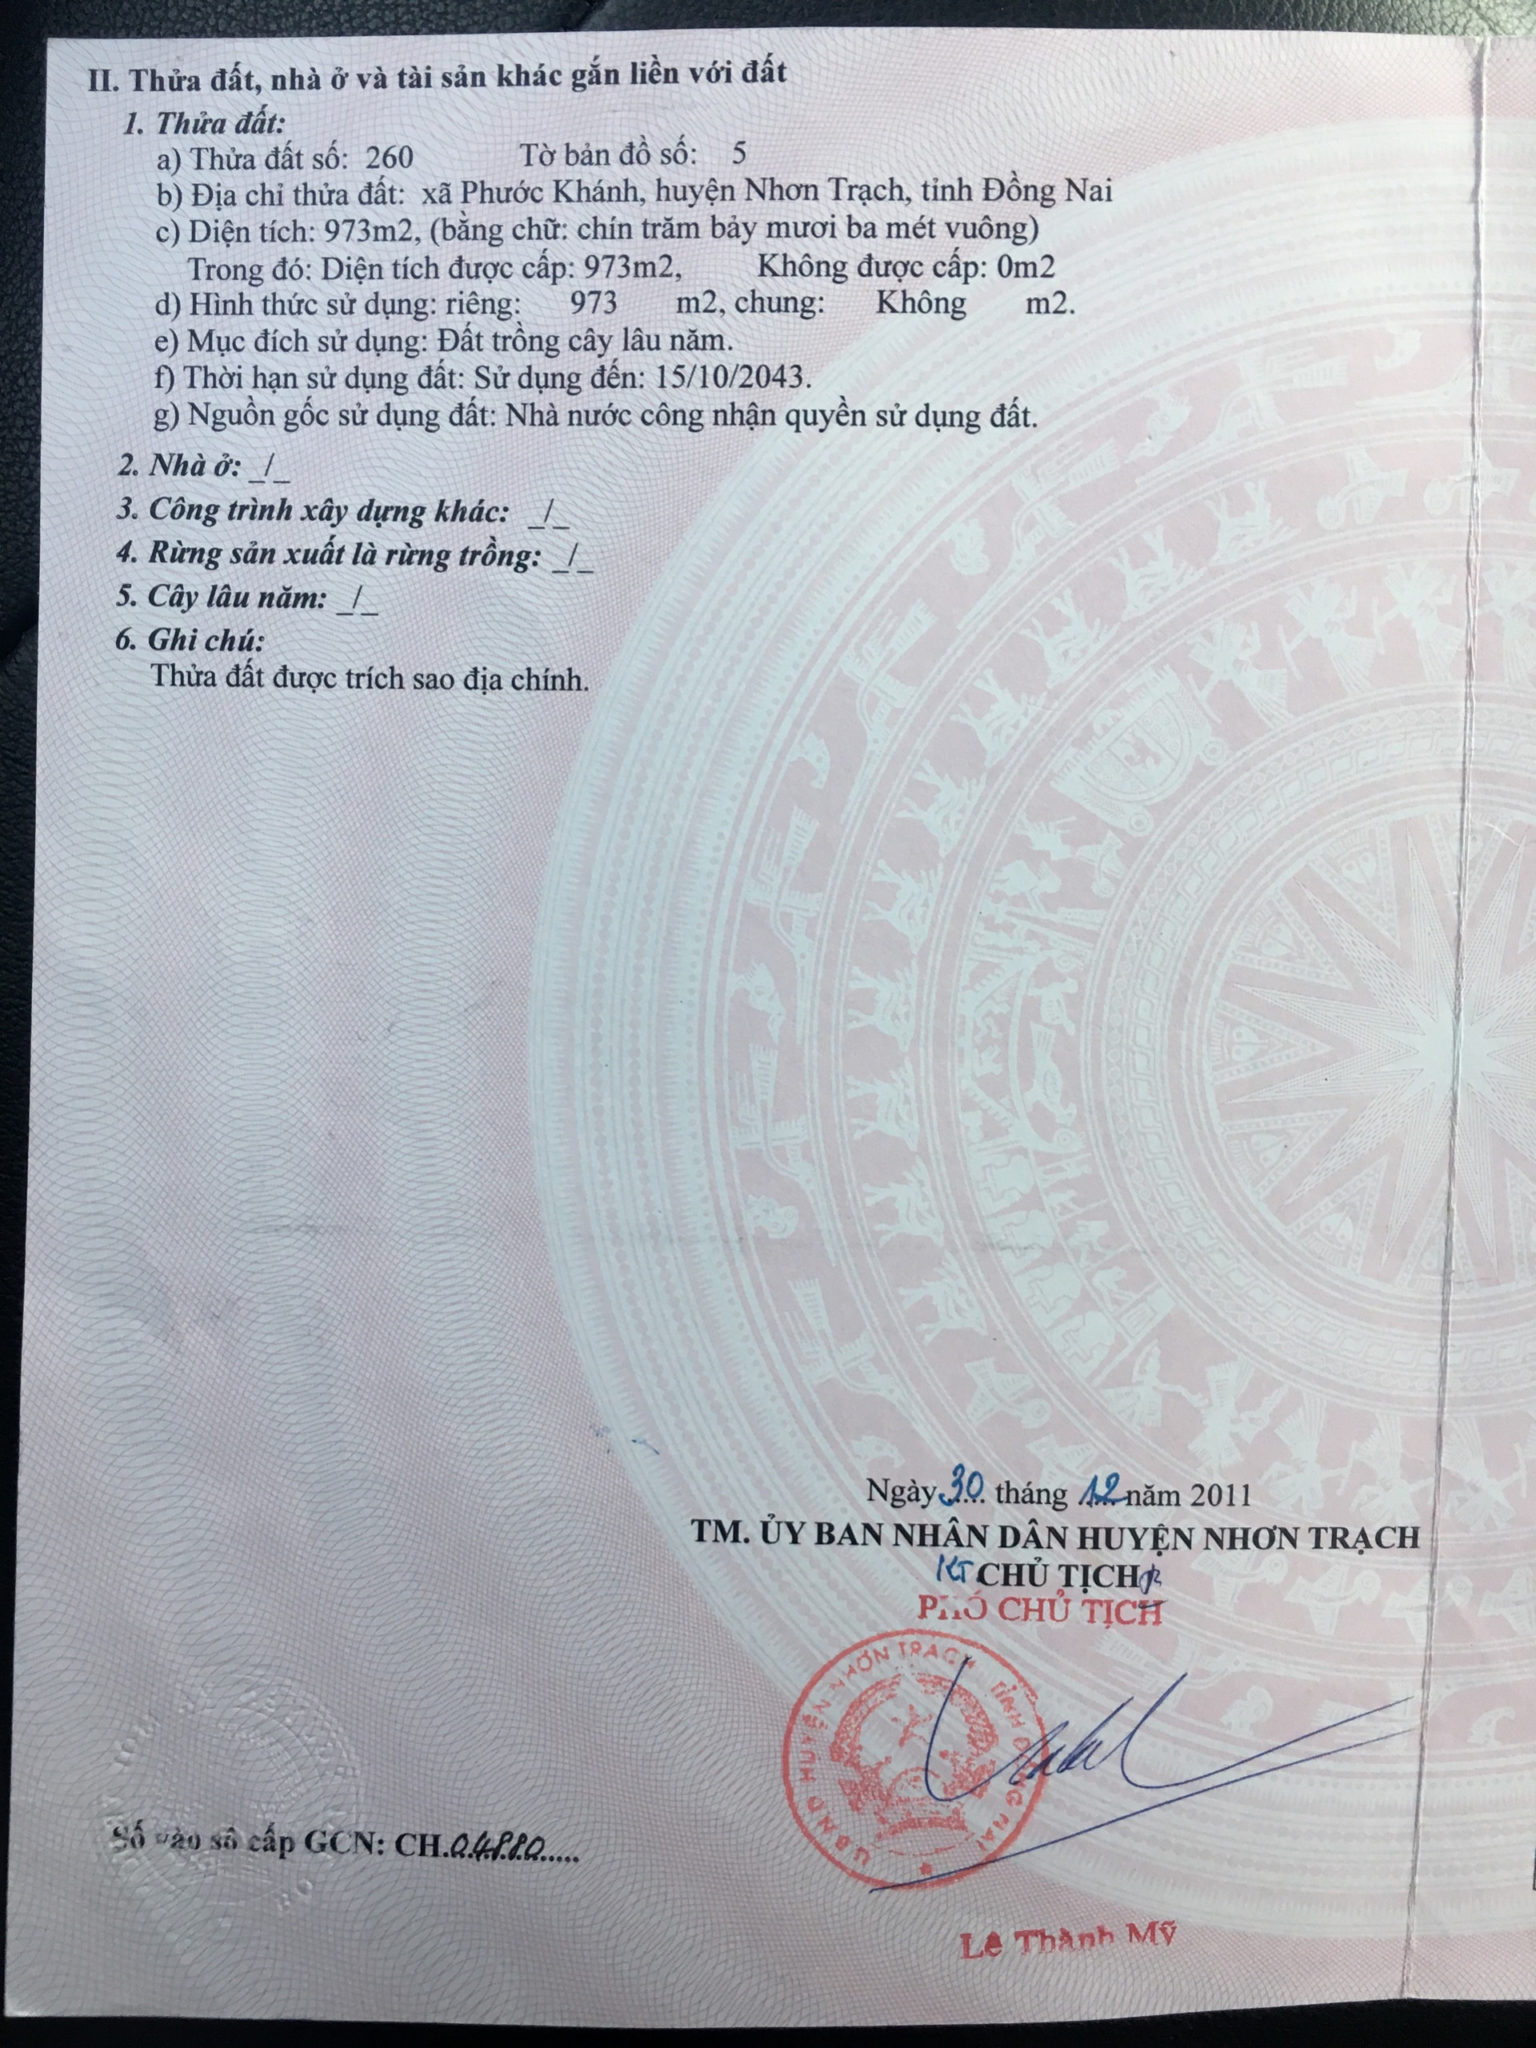 II. Thửa đất, nhà ở và tài sản khác gắn liền với đất
1. Thửa đất:
a) Thửa đất số: 260 Tờ bản đồ số: 5
b) Địa chỉ thửa đất: xã Phước Khánh, huyện Nhơn Trạch, tỉnh Đồng Nai
c) Diện tích: 973m2, (bằng chữ: chín trăm bảy mươi ba mét vuông)
Trong đó: Diện tích được cấp: 973m2, Không được cấp: 0m2
d) Hình thức sử dụng: riêng: 973 m2, chung: Không m2.
e) Mục đích sử dụng: Đất trồng cây lâu năm.
f) Thời hạn sử dụng đất: Sử dụng đến: 15/10/2043.
g) Nguồn gốc sử dụng đất: Nhà nước công nhận quyền sử dụng đất.
2. Nhà ở: _/_
3. Công trình xây dựng khác: _/_
4. Rừng sản xuất là rừng trồng: _/_
5. Cây lâu năm: _/_
6. Ghi chú:
Thửa đất được trích sao địa chính.
Ngày 30 tháng 12 năm 2011
TM. ỦY BAN NHÂN DÂN HUYỆN NHƠN TRẠCH
KT CHỦ TỊCH
PHÓ CHỦ TỊCH
UBND HUYỆN NHƠN TRẠCH TỈNH ĐỒNG NAI
Số vào sổ cấp GCN: CH.04880.....
Lê Thành Mỹ